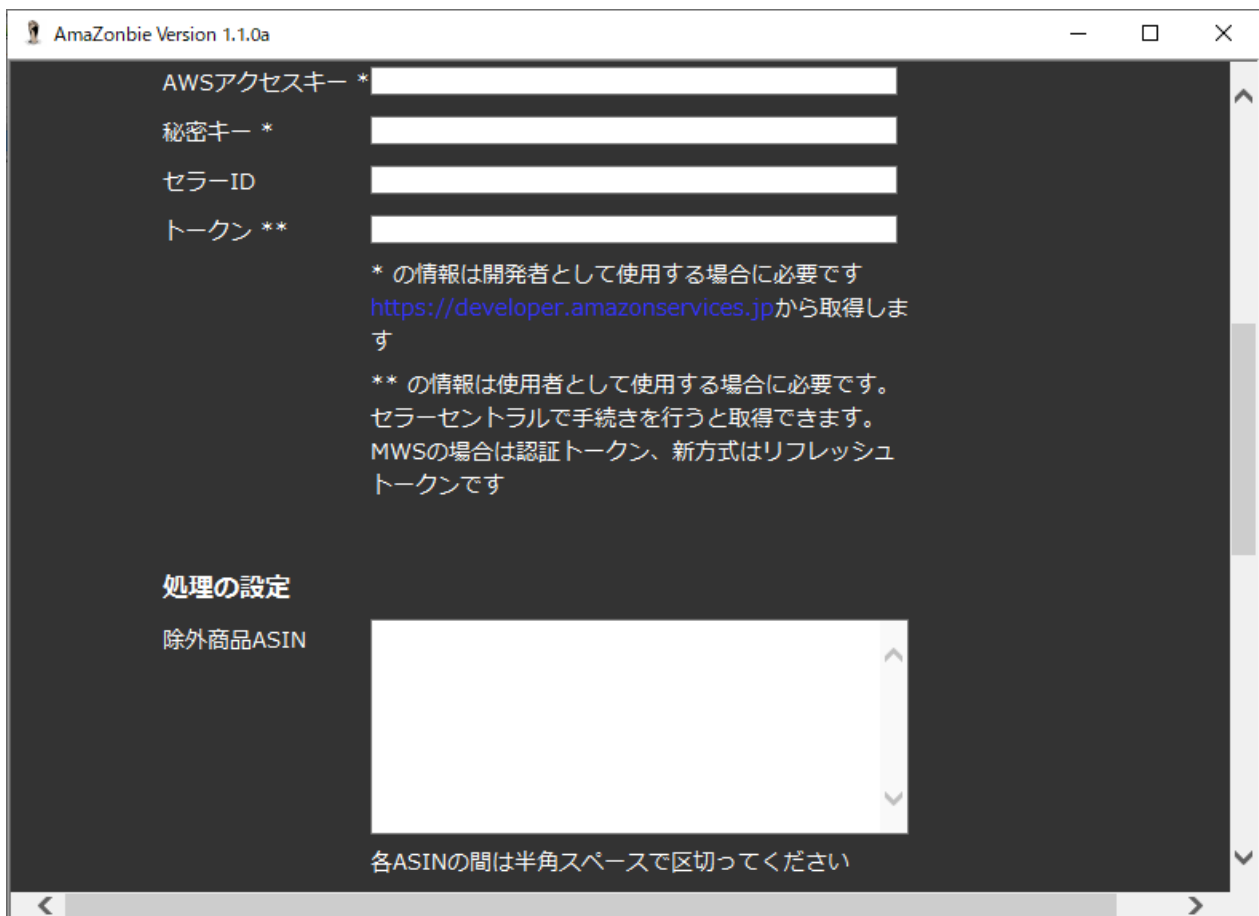 AmaZonbie Version 1.1.0a
AWSアクセスキー *
秘密キー *
セラーID
トークン **
* の情報は開発者として使用する場合に必要です
https://developer.amazonservices.jpから取得しま
す
** の情報は使用者として使用する場合に必要です。
セラーセントラルで手続きを行うと取得できます。
MWSの場合は認証トークン、新方式はリフレッシュ
トークンです
処理の設定
除外商品ASIN
各ASINの間は半角スペースで区切ってください